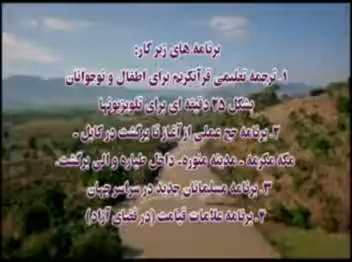 برنامه های زیر کار:
۱. ترجمه تعلیمی قرآنکریم برای اطفال و نوجوانان
بشکل ۲۵ دقیقه ای برای تلویزیونها
۲. برنامه حج عملی از آغاز تا برگشت در کابل ـ
مکه مکرمه ـ مدینه منوره ـ داخل طیاره و الی برگشت.
۳. برنامه مسلمانان جدید در سراسر جهان
۴. برنامه علامات قیامت (در فضای آزاد)